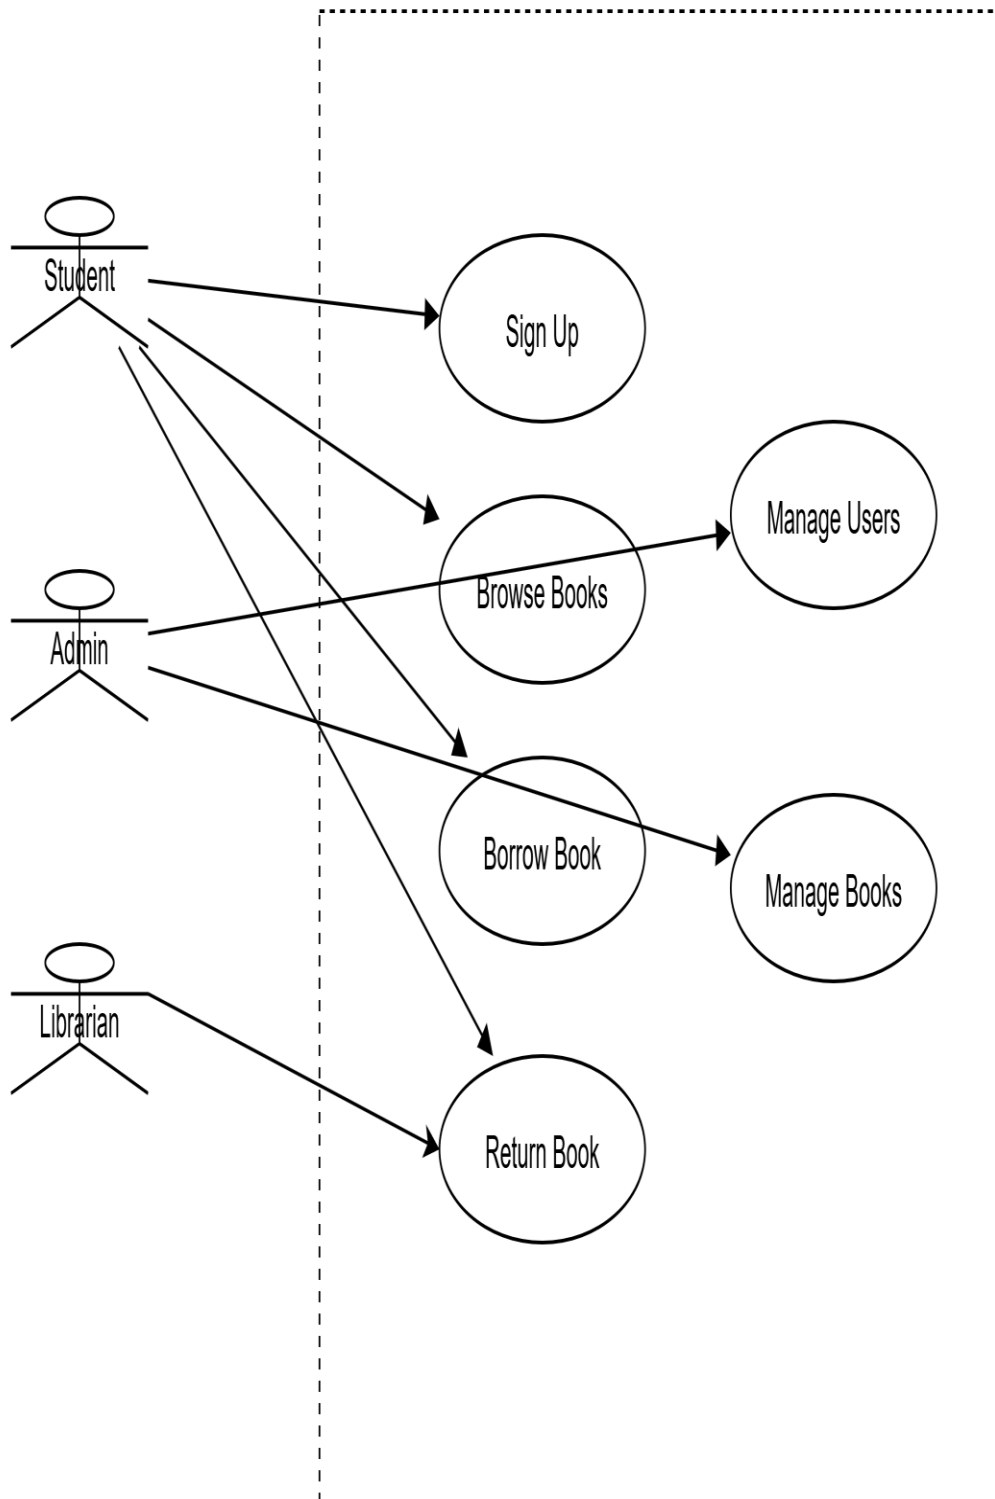 Student
Sign Up
Manage Users
Browse Books
Admin
Borrow Book
Manage Books
Librarian
Return Book